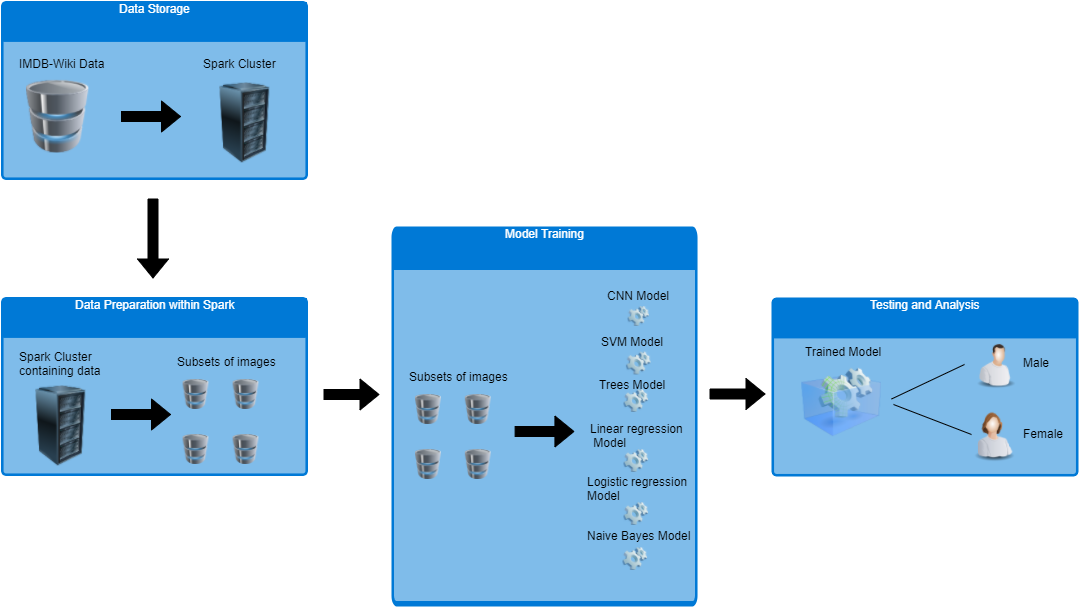 Data Storage
IMDB-Wiki Data
Spark Cluster
Data Preparation within Spark
Spark Cluster
containing data
Subsets of images
Model Training
Subsets of images
CNN Model
SVM Model
Trees Model
Linear regression
Model
Logistic regression
Model
Naive Bayes Model
Testing and Analysis
Trained Model
Male
Female